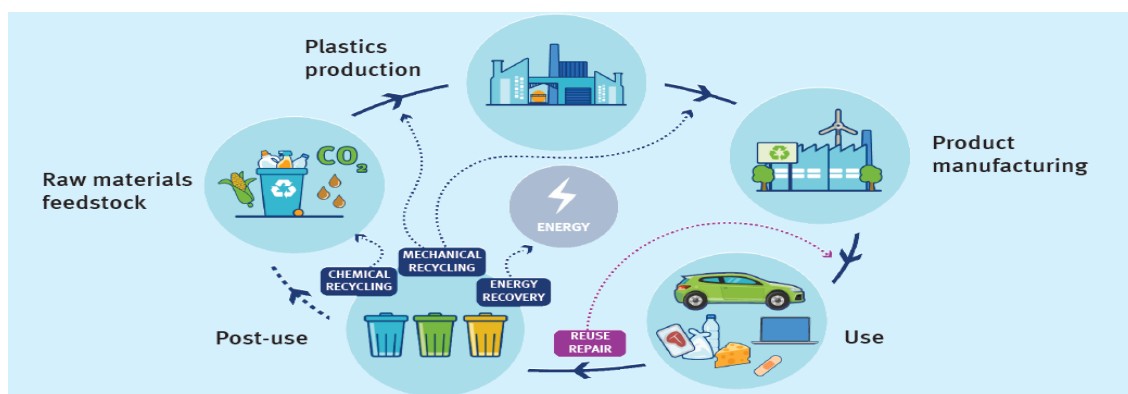 Plastics
production
CO₂
Raw materials
feedstock
Product
manufacturing
ENERGY
MECHANICAL
RECYCLING
CHEMICAL
RECYCLING
ENERGY
RECOVERY
Post-use
REUSE
REPAIR
Use